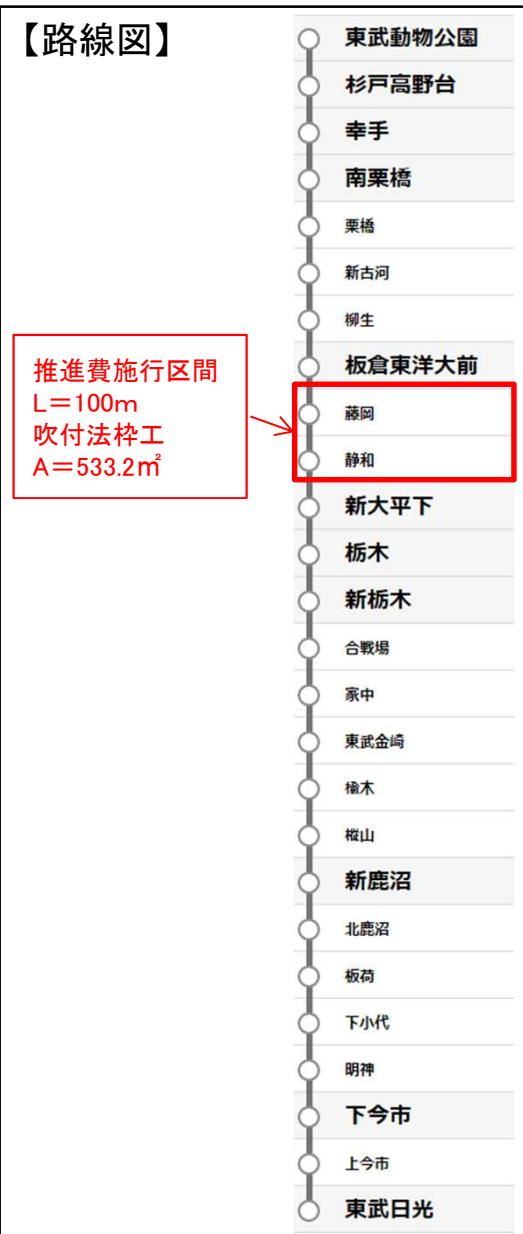 【路線図】
東武動物公園
杉戸高野台
幸手
南栗橋
栗橋
新古河
柳生
板倉東洋大前
推進費施行区間
L=100m
吹付法枠工
A=533.2㎡
藤岡
静和
新大平下
栃木
新栃木
合戦場
家中
東武金崎
楡木
樅山
新鹿沼
北鹿沼
板荷
下小代
明神
下今市
上今市
東武日光